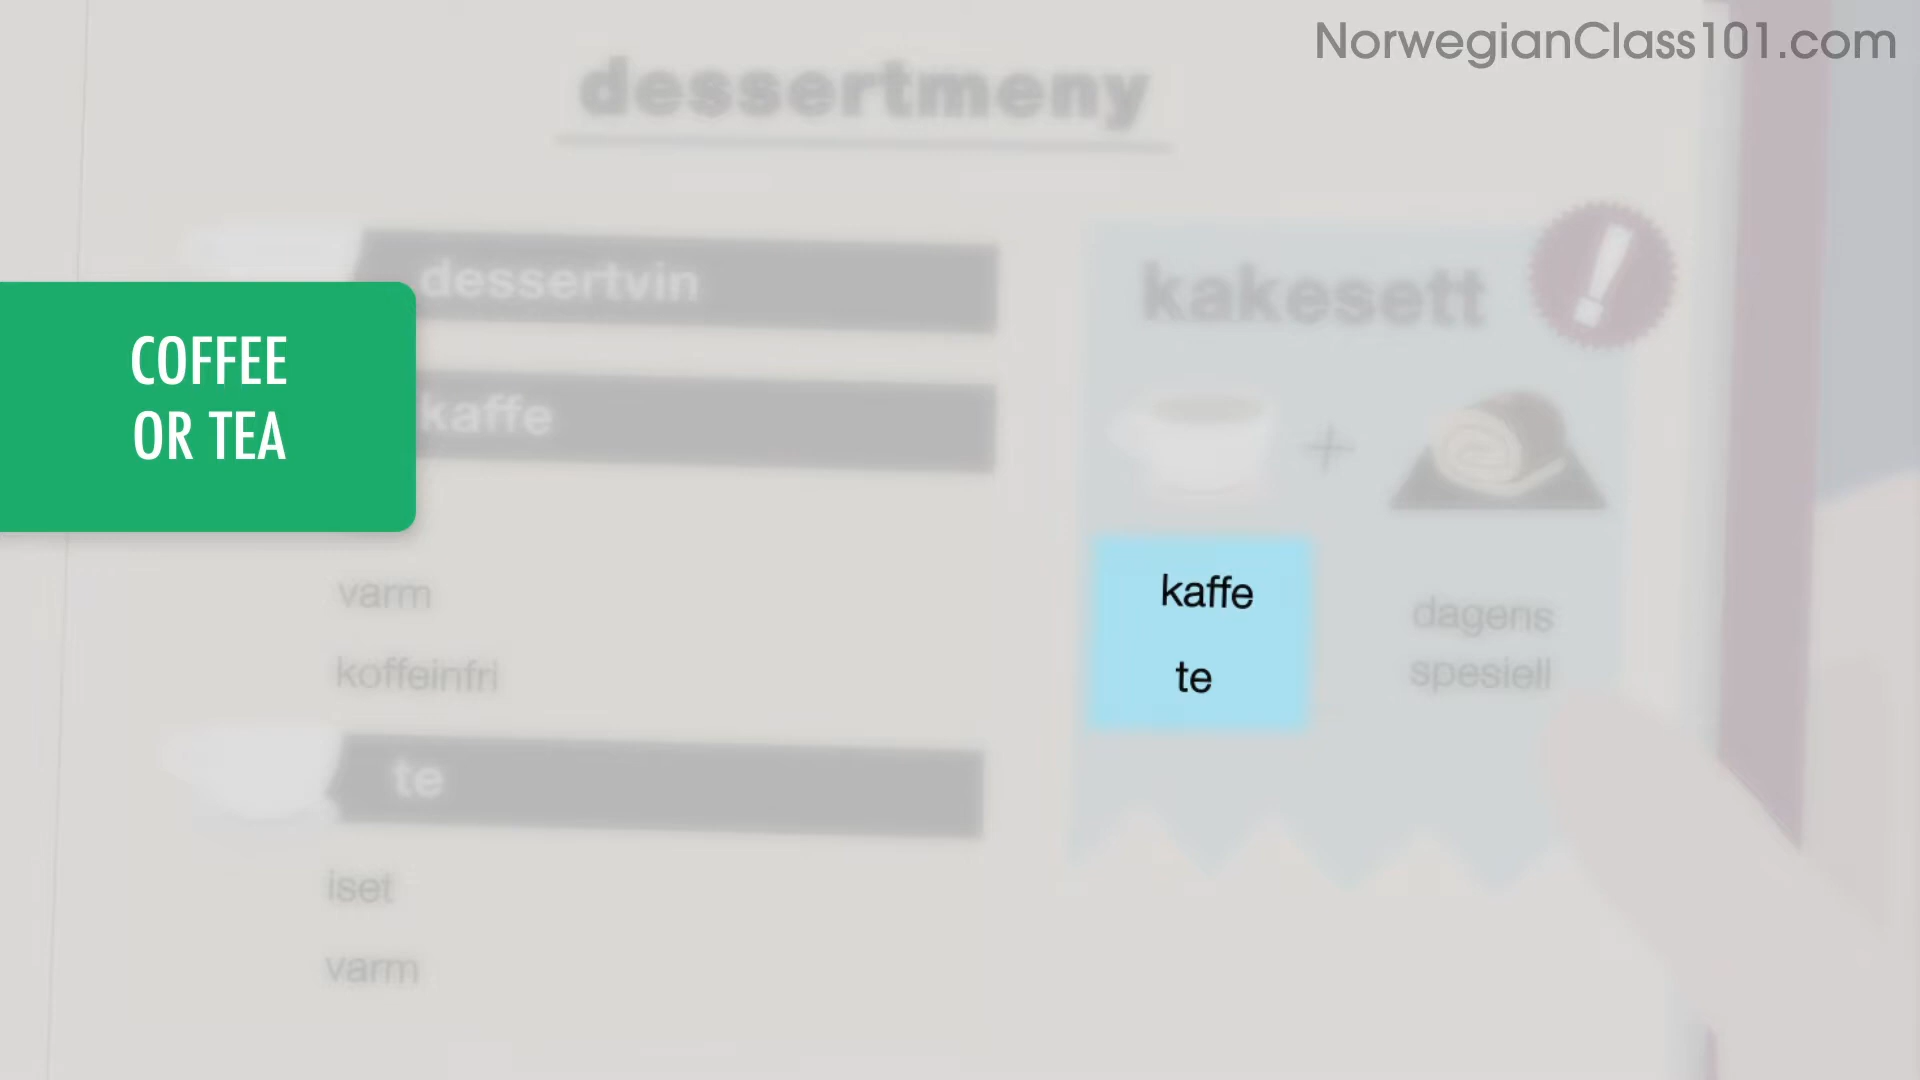 NorwegianClass101.com
dessertmeny
dessertvin
kaffe
varm
koffeinfri
te
iset
varm
kakesett
kaffe
te
dagens
spesiell
COFFEE
OR TEA